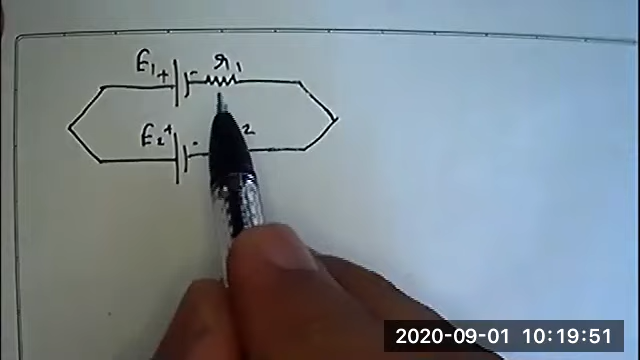 E₁ + - r₁
E₂ + - 2
2020-09-01 10:19:51